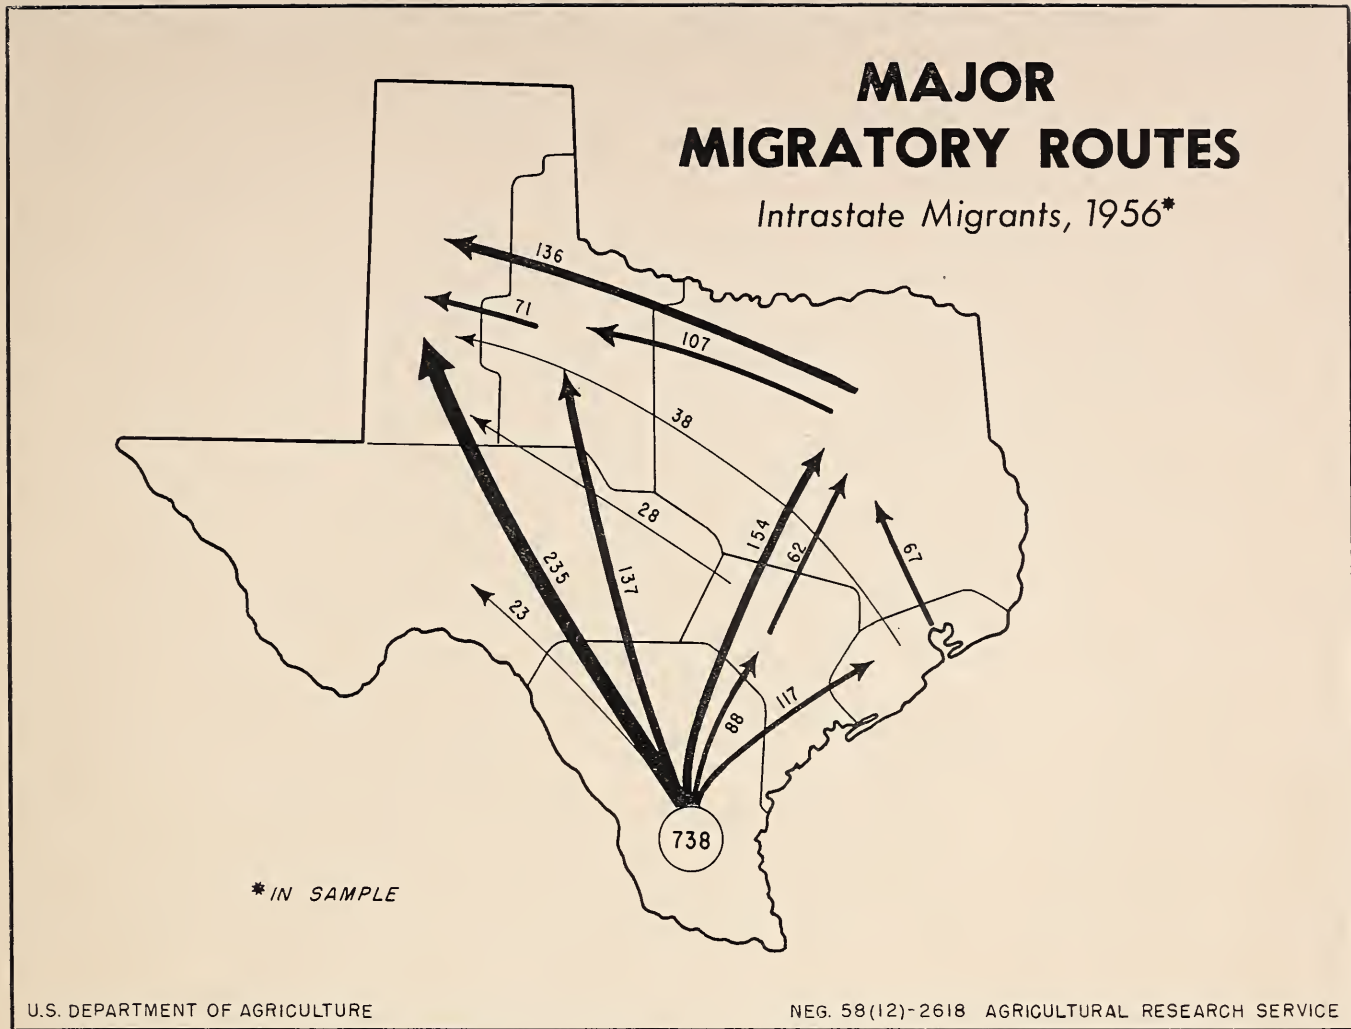 MAJOR
MIGRATORY ROUTES
Intrastate Migrants, 1956*
136
71
107
38
28
154
62
67
235
137
23
88
117
738
*IN SAMPLE
U.S. DEPARTMENT OF AGRICULTURE
NEG. 58(12)-2618 AGRICULTURAL RESEARCH SERVICE